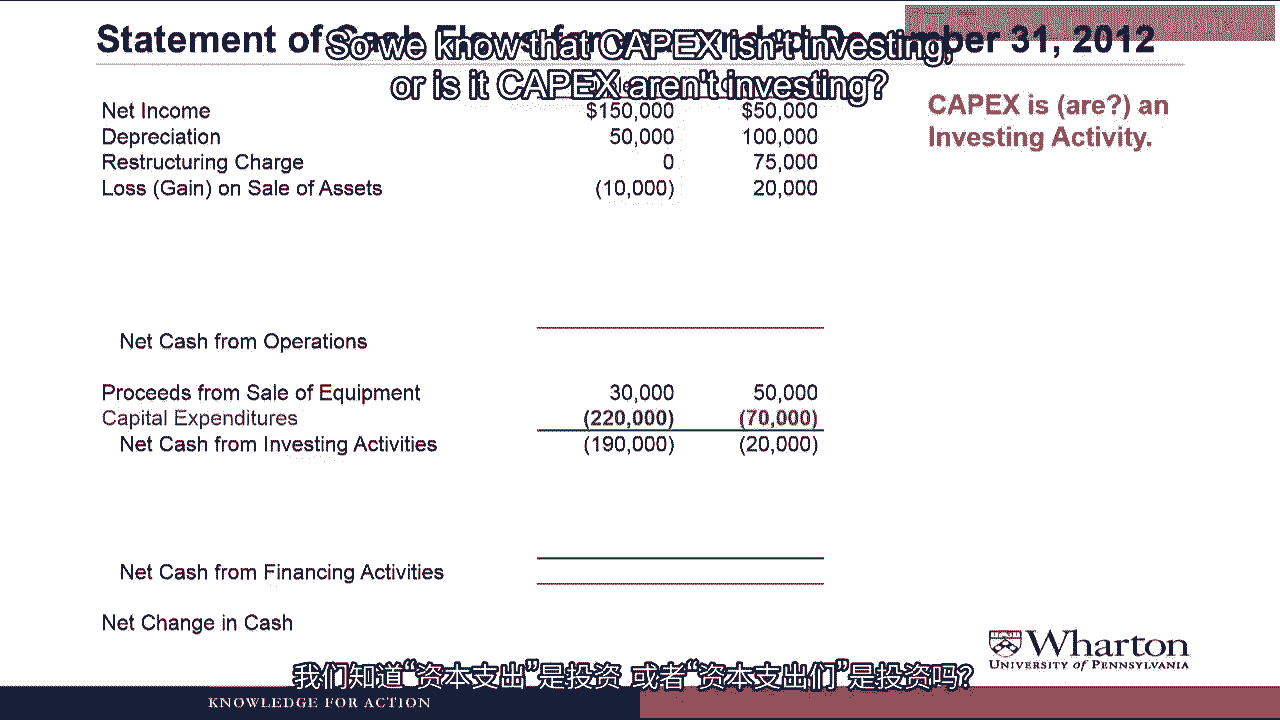 Statement of Cash Flows for ended December 31, 2012
So we know that CAPEX isn't investing,
or is it CAPEX aren't investing?
Net Income $150,000 $50,000
Depreciation 50,000 100,000
Restructuring Charge 0 75,000
Loss (Gain) on Sale of Assets (10,000) 20,000
CAPEX is (are?) an
Investing Activity.
Net Cash from Operations
Proceeds from Sale of Equipment 30,000 50,000
Capital Expenditures (220,000) (70,000)
Net Cash from Investing Activities (190,000) (20,000)
Net Cash from Financing Activities
Net Change in Cash
Wharton
UNIVERSITY of PENNSYLVANIA
我们知道“资本支出”是投资 或者“资本支出们”是投资吗?
KNOWLEDGE FOR ACTION